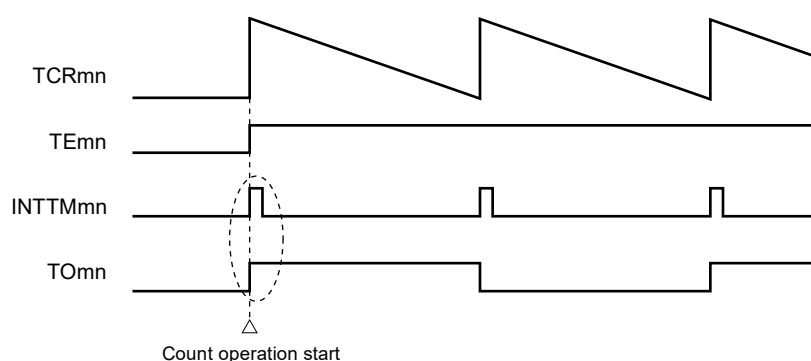 TCRmn
TEmn
INTTMmn
TOmn
Count operation start